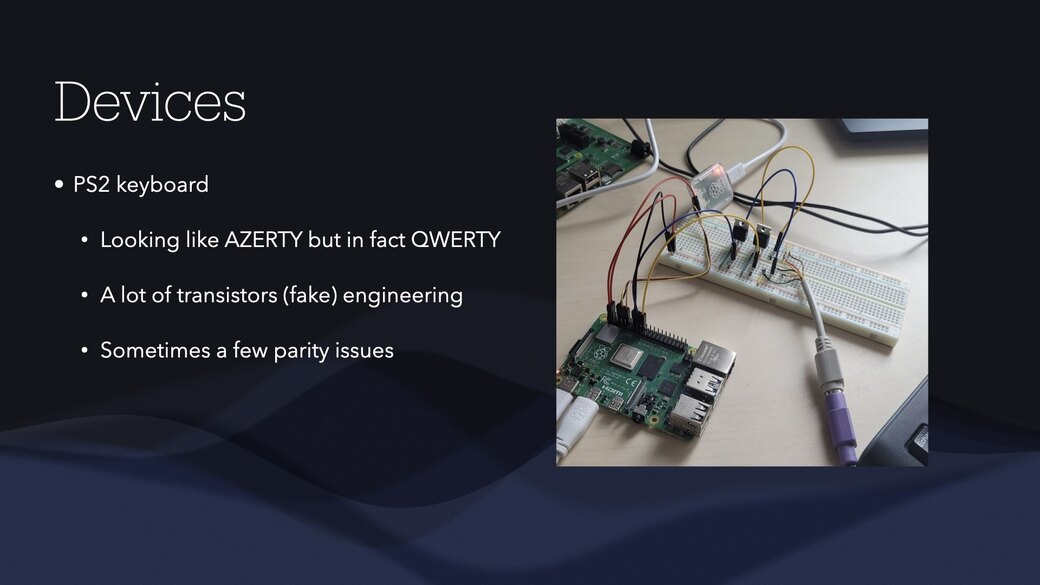 Devices
• PS2 keyboard
• Looking like AZERTY but in fact QWERTY
• A lot of transistors (fake) engineering
• Sometimes a few parity issues
HDMI